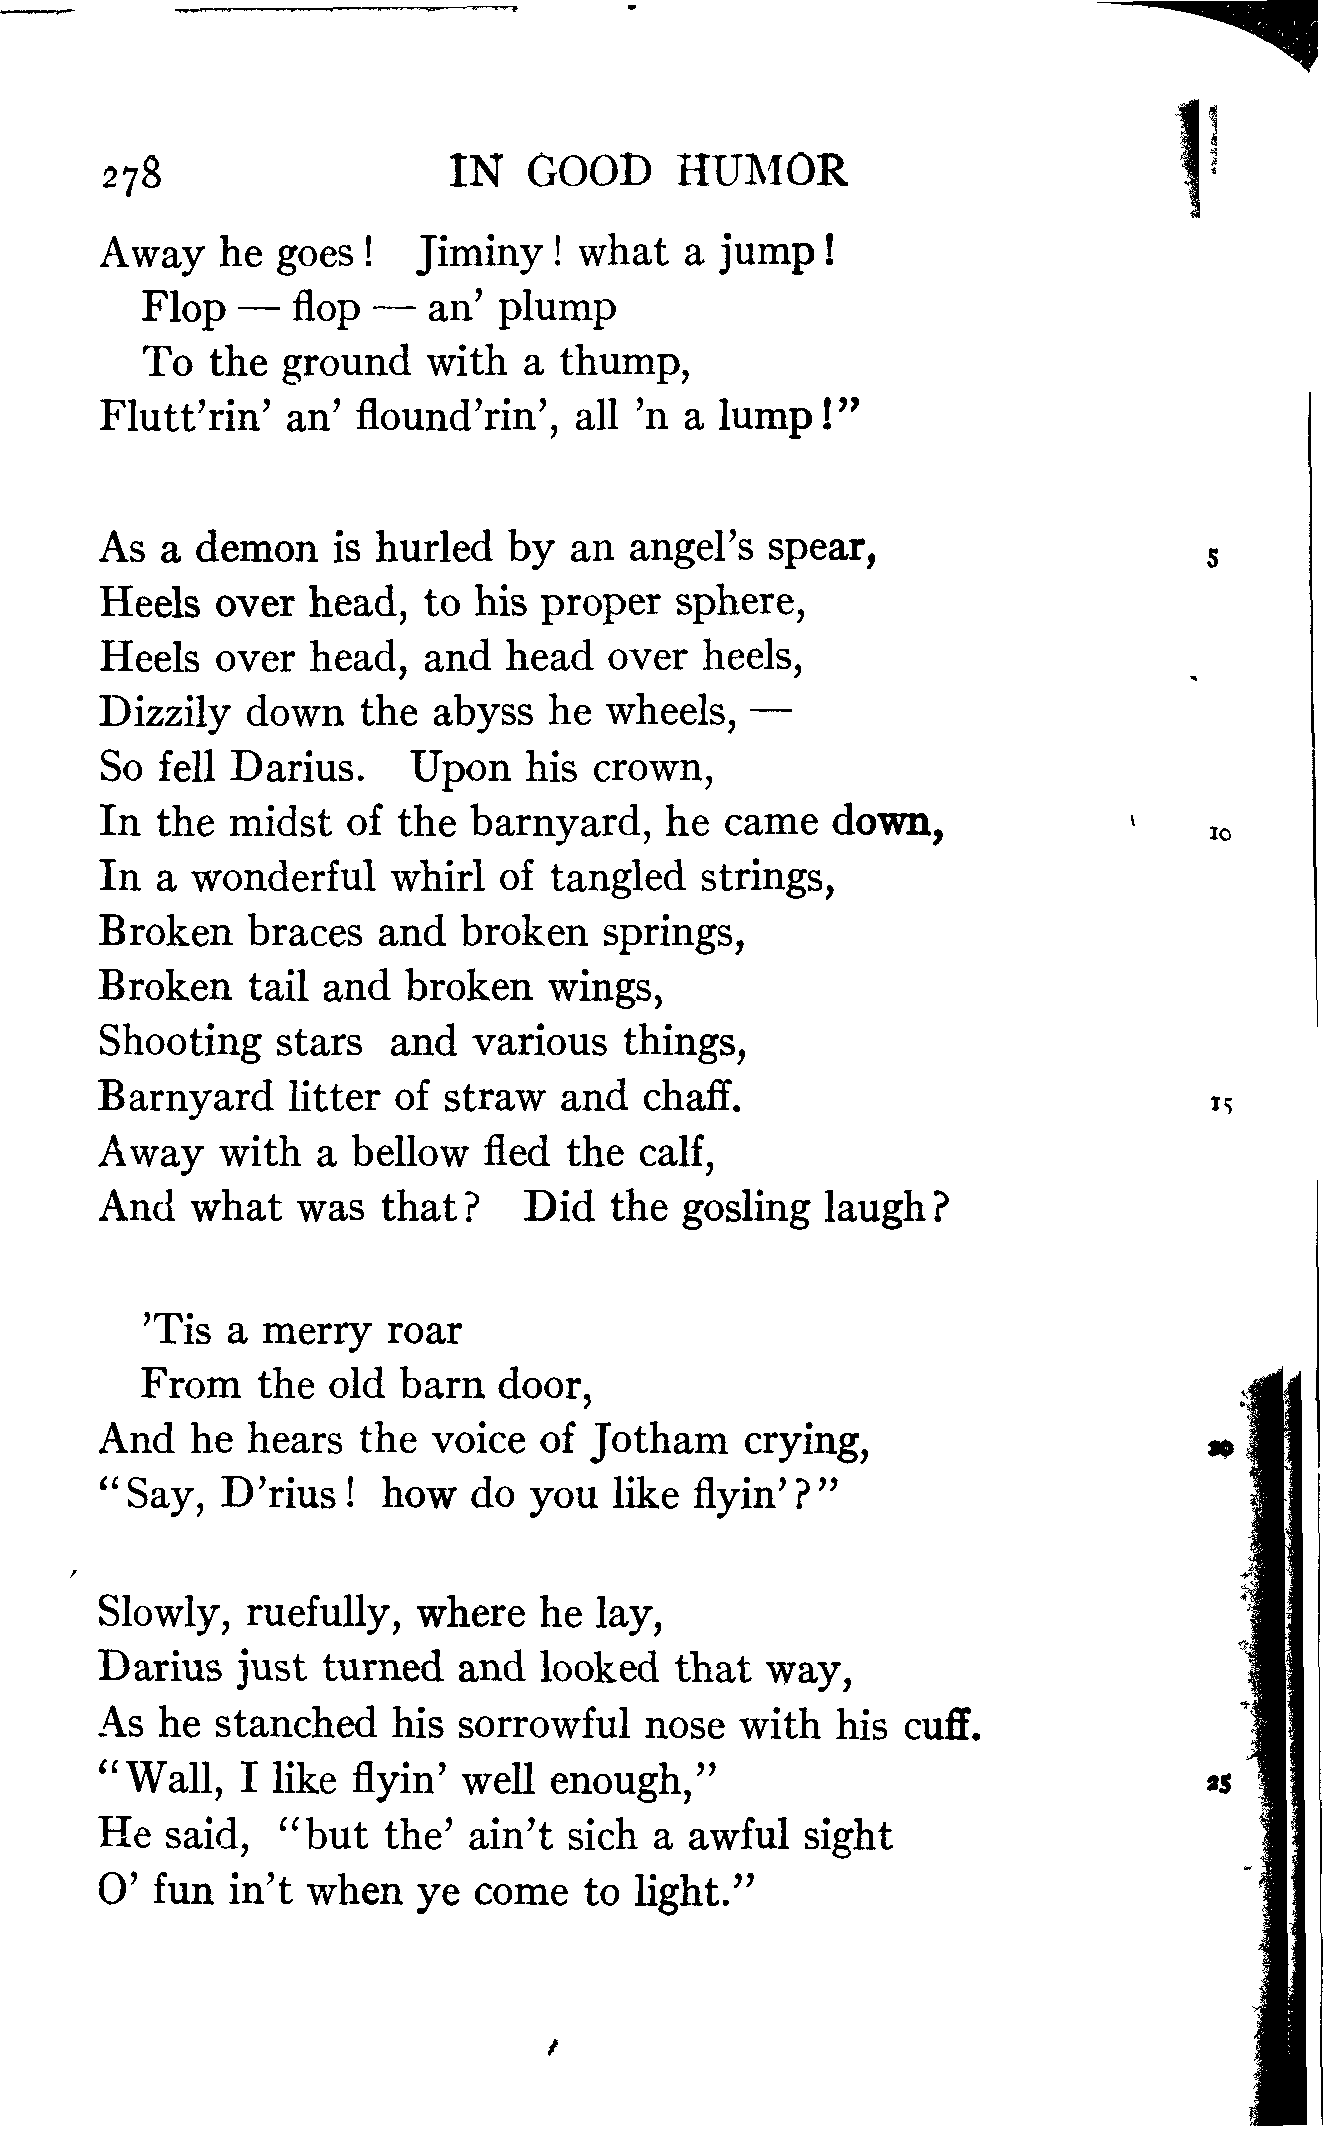 278 IN GOOD HUMOR
Away he goes! Jiminy! what a jump!
Flop — flop — an' plump
To the ground with a thump,
Flutt'rin' an' flound'rin', all 'n a lump!"
As a demon is hurled by an angel's spear, 5
Heels over head, to his proper sphere,
Heels over head, and head over heels,
Dizzily down the abyss he wheels, —
So fell Darius. Upon his crown,
In the midst of the barnyard, he came down, 10
In a wonderful whirl of tangled strings,
Broken braces and broken springs,
Broken tail and broken wings,
Shooting stars and various things,
Barnyard litter of straw and chaff. 15
Away with a bellow fled the calf,
And what was that? Did the gosling laugh?
'Tis a merry roar
From the old barn door,
And he hears the voice of Jotham crying, 20
"Say, D'rius! how do you like flyin'?"
Slowly, ruefully, where he lay,
Darius just turned and looked that way,
As he stanched his sorrowful nose with his cuff.
"Wall, I like flyin' well enough," 25
He said, "but the' ain't sich a awful sight
O' fun in't when ye come to light."